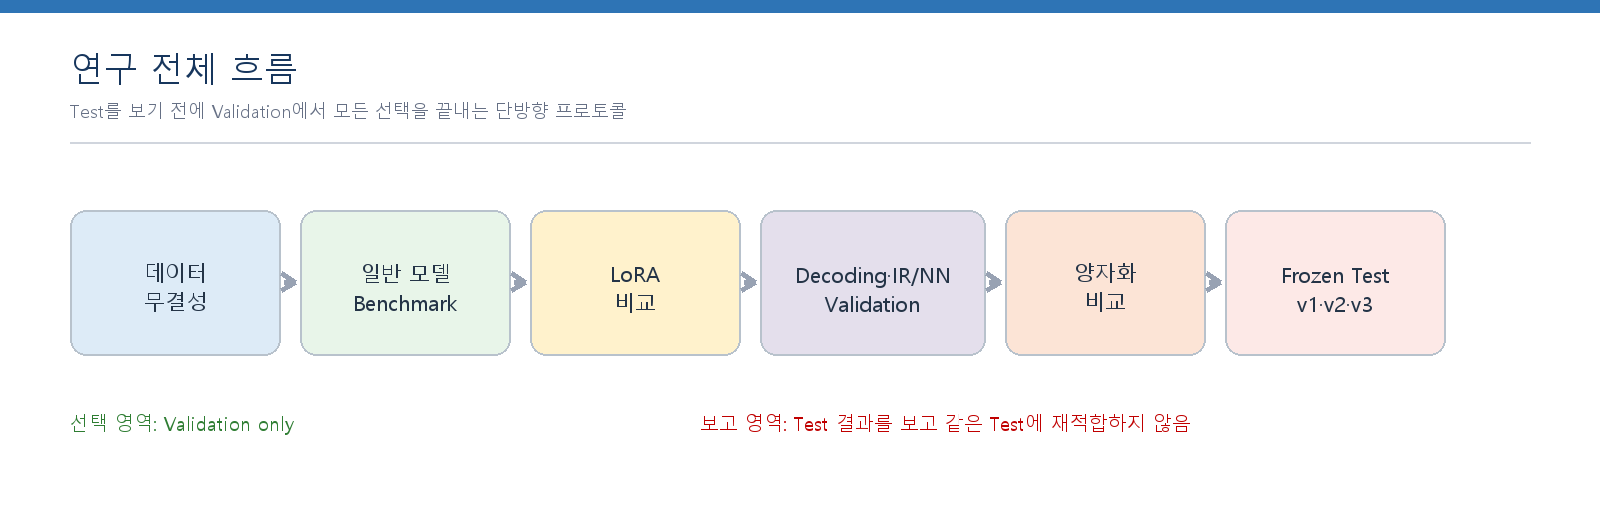 연구 전체 흐름
Test를 보기 전에 Validation에서 모든 선택을 끝내는 단방향 프로토콜
데이터
무결성
일반 모델
Benchmark
LoRA
비교
Decoding·IR/NN
Validation
양자화
비교
Frozen Test
v1·v2·v3
선택 영역: Validation only
보고 영역: Test 결과를 보고 같은 Test에 재적합하지 않음